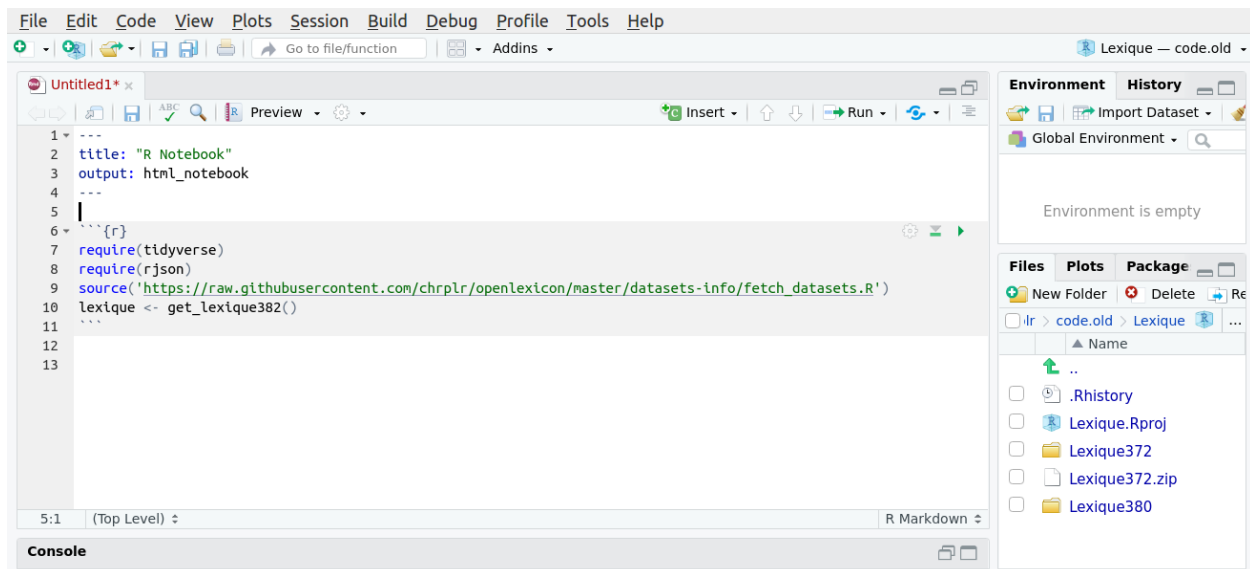 File Edit Code View Plots Session Build Debug Profile Tools Help
Go to file/function Addins Lexique — code.old
Untitled1*
ABC Preview Insert Run
1 ---
2 title: "R Notebook"
3 output: html_notebook
4 ---
5
6 ```{r}
7 require(tidyverse)
8 require(rjson)
9 source('https://raw.githubusercontent.com/chrplr/openlexicon/master/datasets-info/fetch_datasets.R')
10 lexique <- get_lexique382()
11 ```
12
13
5:1 (Top Level) R Markdown
Console
Environment History
Import Dataset
Global Environment
Environment is empty
Files Plots Package
New Folder Delete Re
lr > code.old > Lexique ...
Name
..
.Rhistory
Lexique.Rproj
Lexique372
Lexique372.zip
Lexique380